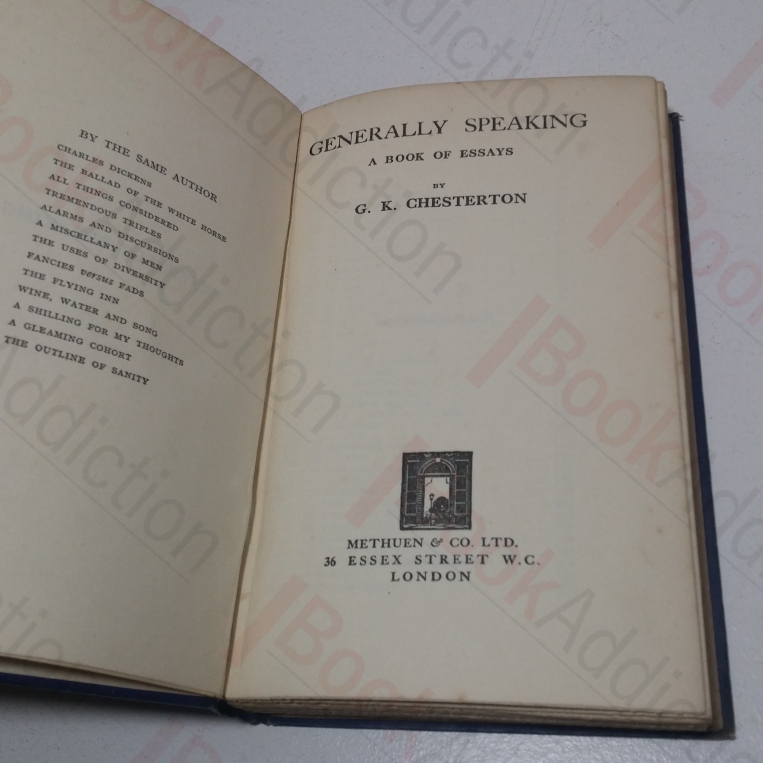 BY THE SAME AUTHOR
CHARLES DICKENS
THE BALLAD OF THE WHITE HORSE
ALL THINGS CONSIDERED
TREMENDOUS TRIFLES
ALARMS AND DISCURSIONS
A MISCELLANY OF MEN
THE USES OF DIVERSITY
FANCIES versus FADS
THE FLYING INN
WINE, WATER AND SONG
A SHILLING FOR MY THOUGHTS
A GLEAMING COHORT
THE OUTLINE OF SANITY
GENERALLY SPEAKING
A BOOK OF ESSAYS
BY
G. K. CHESTERTON
METHUEN & CO. LTD.
36 ESSEX STREET W.C.
LONDON
BookAddiction